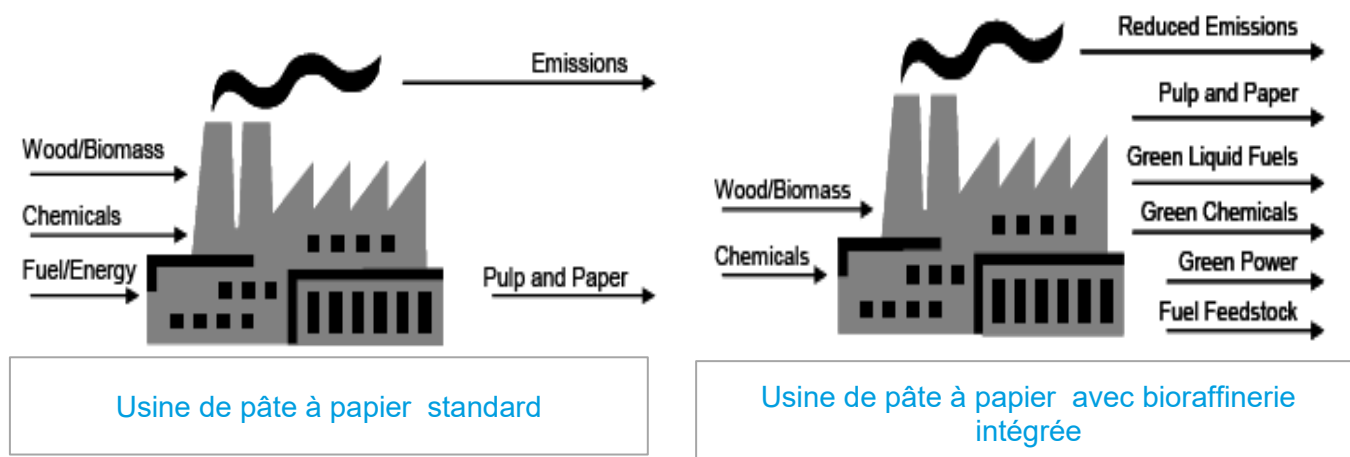 Emissions
Wood/Biomass
Chemicals
Fuel/Energy
Pulp and Paper
Usine de pâte à papier standard
Reduced Emissions
Pulp and Paper
Green Liquid Fuels
Wood/Biomass
Green Chemicals
Chemicals
Green Power
Fuel Feedstock
Usine de pâte à papier avec bioraffinerie
intégrée